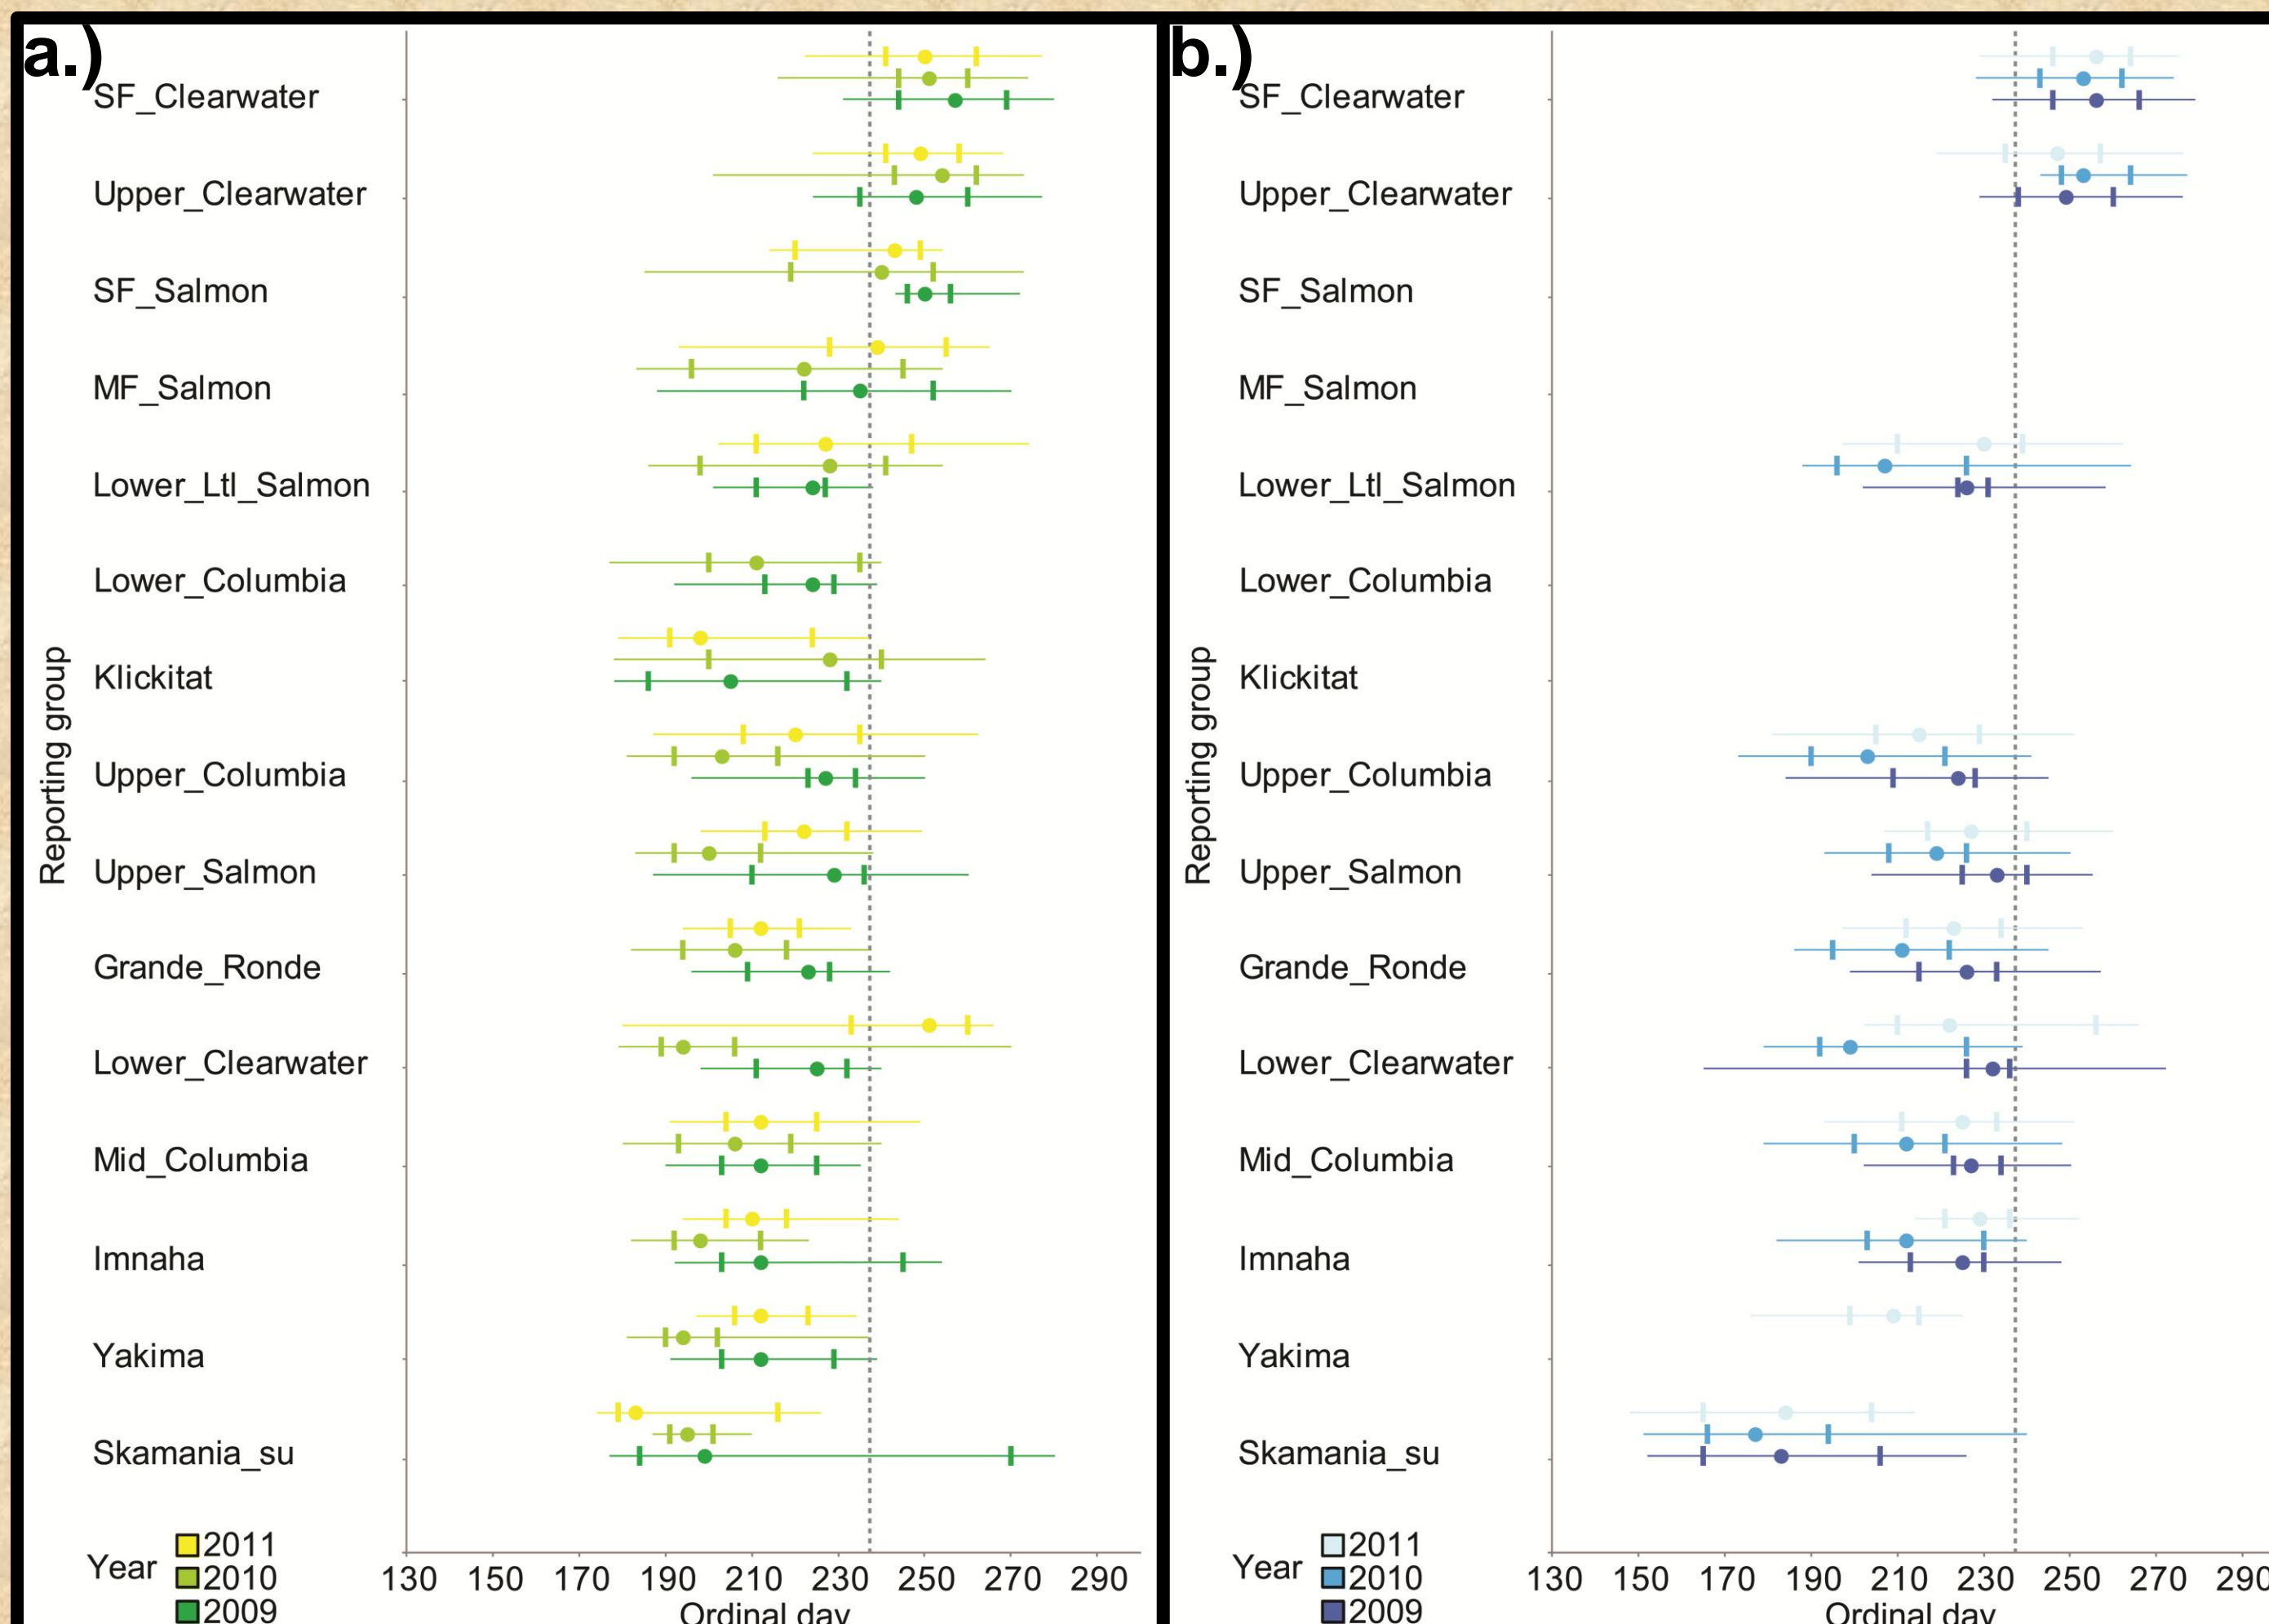 a.)
SF_Clearwater
Upper_Clearwater
SF_Salmon
MF_Salmon
Lower_Ltl_Salmon
Lower_Columbia
Klickitat
Upper_Columbia
Upper_Salmon
Grande_Ronde
Lower_Clearwater
Mid_Columbia
Imnaha
Yakima
Skamania_su
Reporting group
Year
2011
2010
2009
130 150 170 190 210 230 250 270 290
Ordinal day
b.)
SF_Clearwater
Upper_Clearwater
SF_Salmon
MF_Salmon
Lower_Ltl_Salmon
Lower_Columbia
Klickitat
Upper_Columbia
Upper_Salmon
Grande_Ronde
Lower_Clearwater
Mid_Columbia
Imnaha
Yakima
Skamania_su
Reporting group
Year
2011
2010
2009
130 150 170 190 210 230 250 270 290
Ordinal day